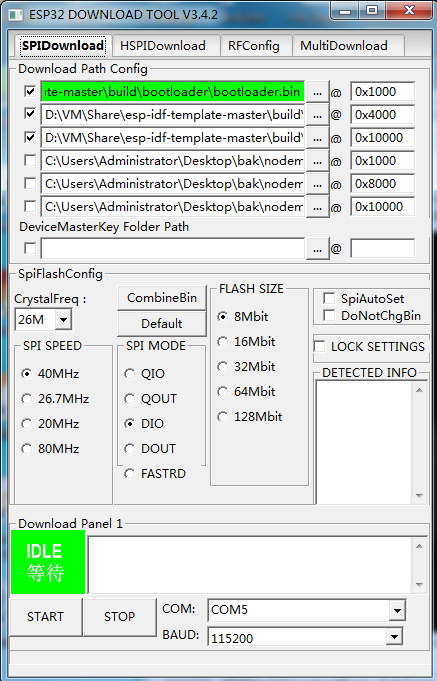 ESP32 DOWNLOAD TOOL V3.4.2
SPIDownload HSPIDownload RFConfig MultiDownload
Download Path Config
ite-master\build\bootloader\bootloader.bin ... @ 0x1000
D:\VM\Share\esp-idf-template-master\build\ ... @ 0x4000
D:\VM\Share\esp-idf-template-master\build\ ... @ 0x10000
C:\Users\Administrator\Desktop\bak\nodem ... @ 0x1000
C:\Users\Administrator\Desktop\bak\nodem ... @ 0x8000
C:\Users\Administrator\Desktop\bak\nodem ... @ 0x10000
DeviceMasterKey Folder Path
... @
SpiFlashConfig
CrystalFreq :
26M
CombineBin
Default
SPI SPEED
40MHz
26.7MHz
20MHz
80MHz
SPI MODE
QIO
QOUT
DIO
DOUT
FASTRD
FLASH SIZE
8Mbit
16Mbit
32Mbit
64Mbit
128Mbit
SpiAutoSet
DoNotChgBin
LOCK SETTINGS
DETECTED INFO
Download Panel 1
IDLE
等待
START STOP
COM: COM5
BAUD: 115200